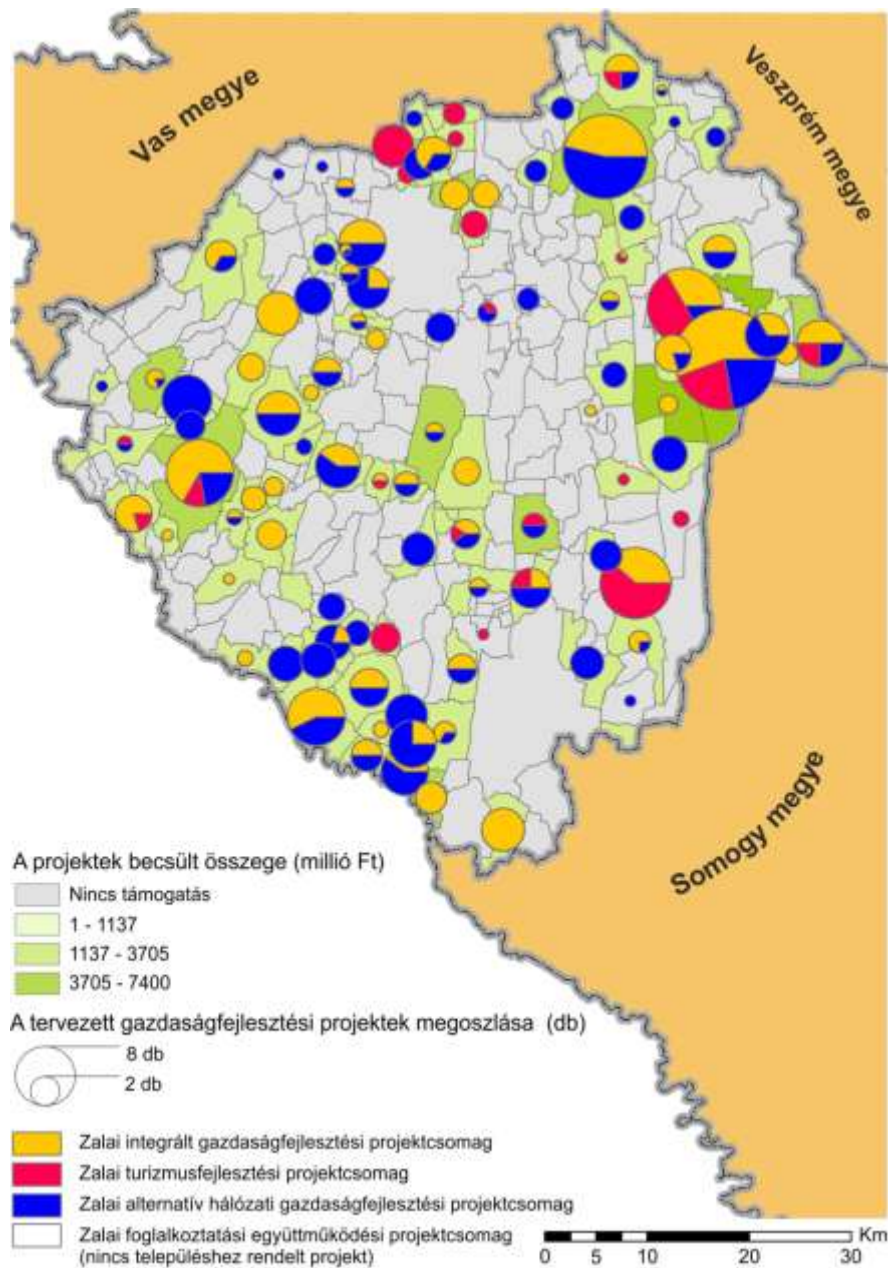 Vas megye
Veszprém megye
Somogy megye
A projektek becsült összege (millió Ft)
Nincs támogatás
1 - 1137
1137 - 3705
3705 - 7400
A tervezett gazdaságfejlesztési projektek megoszlása (db)
8 db
2 db
Zalai integrált gazdaságfejlesztési projektcsomag
Zalai turizmusfejlesztési projektcsomag
Zalai alternatív hálózati gazdaságfejlesztési projektcsomag
Zalai foglalkoztatási együttműködési projektcsomag
(nincs településhez rendelt projekt)
Km
0 5 10 20 30